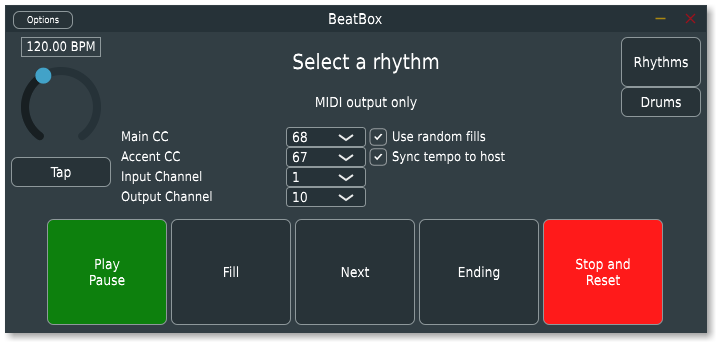 Options
BeatBox
120.00 BPM
Select a rhythm
Rhythms
MIDI output only
Drums
Main CC 68 Use random fills
Accent CC 67 Sync tempo to host
Tap
Input Channel 1
Output Channel 10
Play
Pause
Fill
Next
Ending
Stop and
Reset